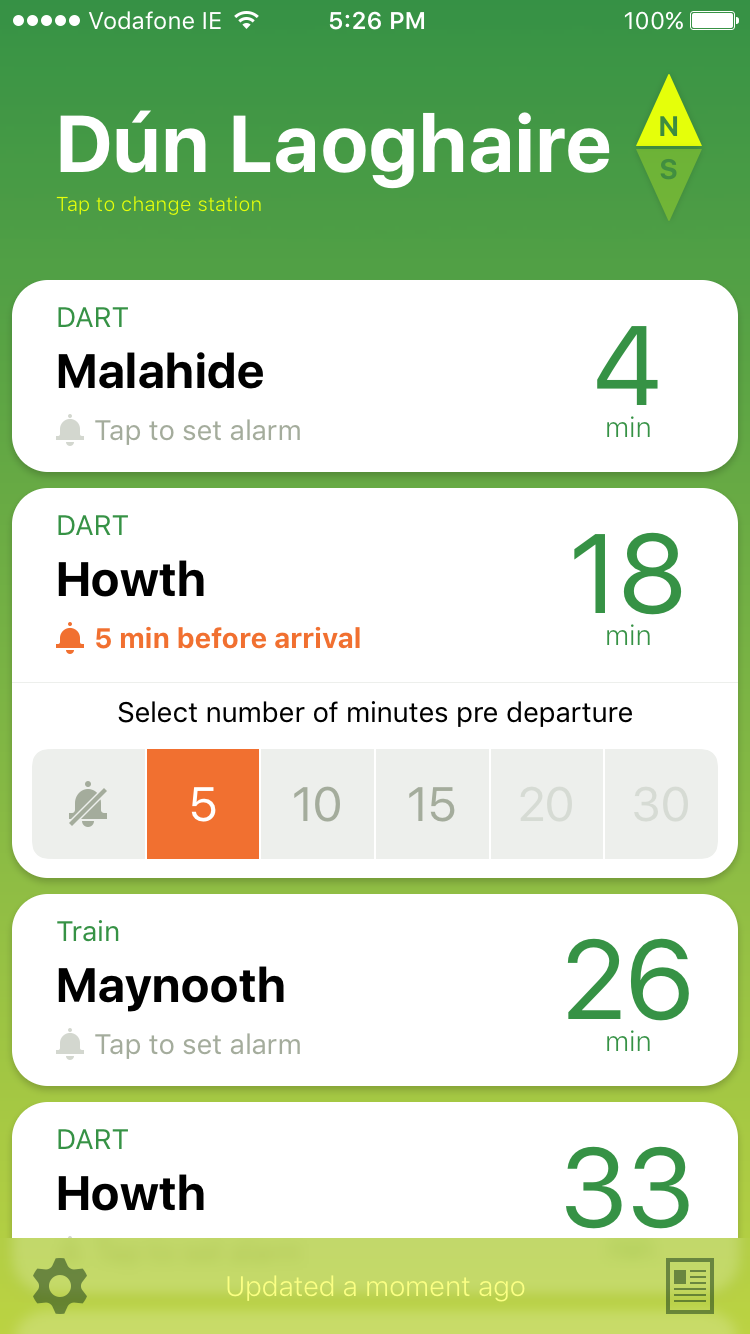 Vodafone IE 5:26 PM 100%
Dún Laoghaire
N
S
Tap to change station
DART
Malahide
4
min
Tap to set alarm
DART
Howth
18
min
5 min before arrival
Select number of minutes pre departure
5 10 15 20 30
Train
Maynooth
26
min
Tap to set alarm
DART
Howth
33
Updated a moment ago